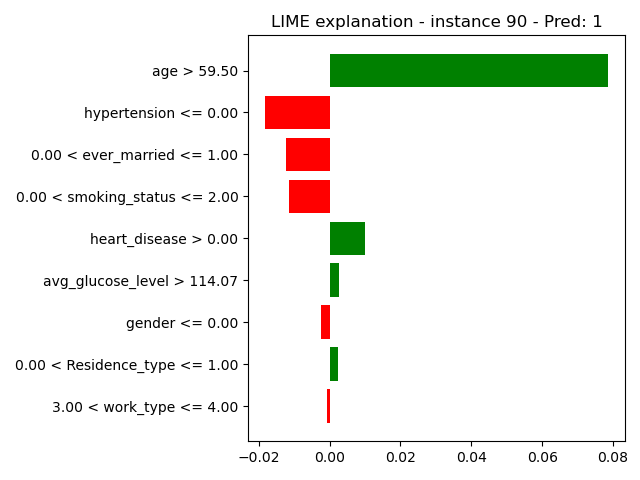 LIME explanation - instance 90 - Pred: 1
age > 59.50
hypertension <= 0.00
0.00 < ever_married <= 1.00
0.00 < smoking_status <= 2.00
heart_disease > 0.00
avg_glucose_level > 114.07
gender <= 0.00
0.00 < Residence_type <= 1.00
3.00 < work_type <= 4.00
−0.02 0.00 0.02 0.04 0.06 0.08